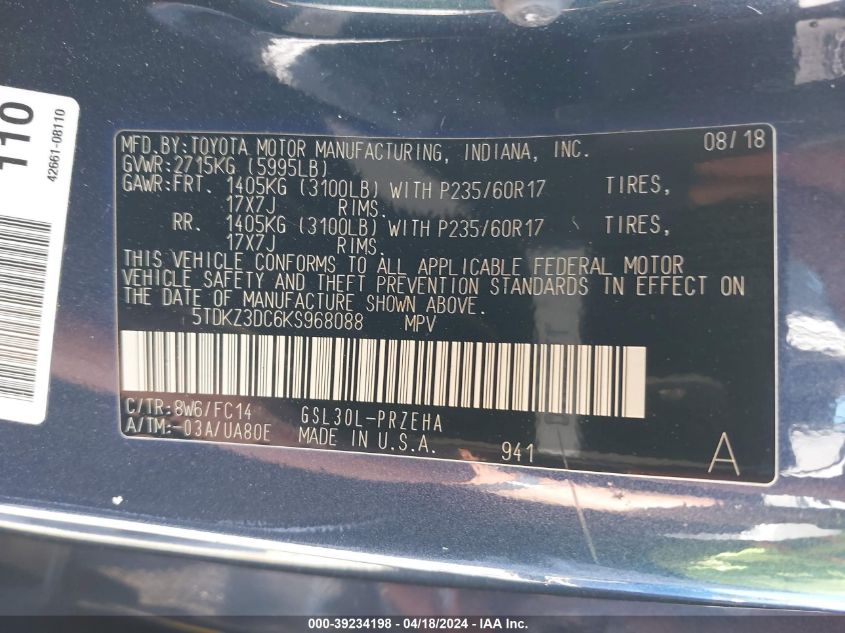 110
42661-08110
MFD.BY:TOYOTA MOTOR MANUFACTURING, INDIANA, INC. 08/18
GVWR:2715KG (5995LB)
GAWR:FRT. 1405KG (3100LB) WITH P235/60R17 TIRES,
17X7J RIMS.
RR. 1405KG (3100LB) WITH P235/60R17 TIRES,
17X7J RIMS.
THIS VEHICLE CONFORMS TO ALL APPLICABLE FEDERAL MOTOR
VEHICLE SAFETY AND THEFT PREVENTION STANDARDS IN EFFECT ON
THE DATE OF MANUFACTURE SHOWN ABOVE.
5TDKZ3DC6KS968088 MPV
C/TR:8W6/FC14 GSL30L-PRZEHA
A/TM:-03A/UA80E MADE IN U.S.A. 941 A
000-39234198 - 04/18/2024 - IAAI Inc.